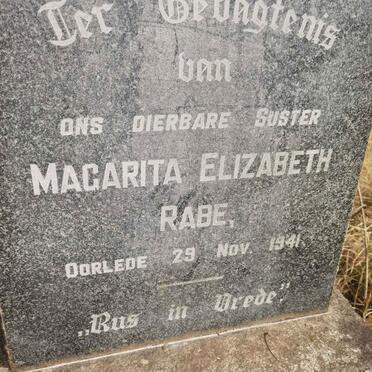 Ter Gedagtenis
van
ONS DIERBARE SUSTER
MAGARITA ELIZABETH
RABE,
OORLEDE 29 NOV. 1941
„Rus in Vrede."